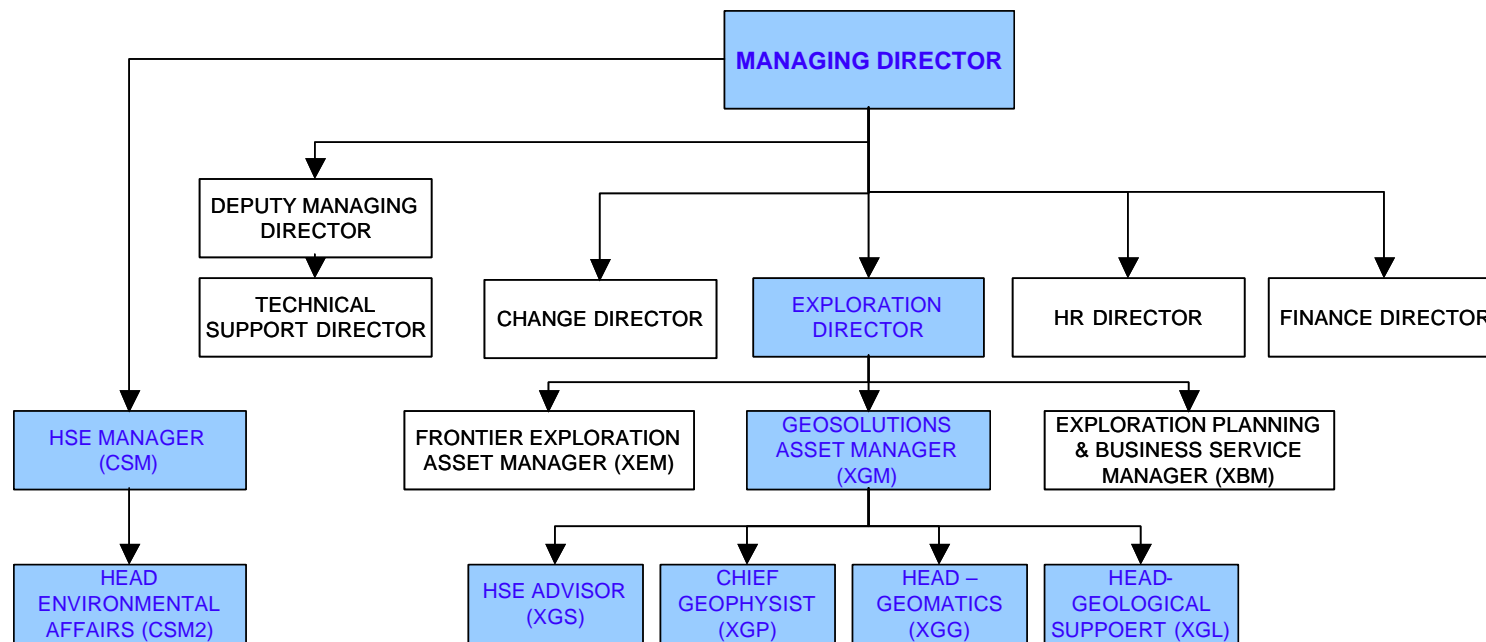 MANAGING DIRECTOR
DEPUTY MANAGING
DIRECTOR
TECHNICAL
SUPPORT DIRECTOR
CHANGE DIRECTOR
EXPLORATION
DIRECTOR
HR DIRECTOR
FINANCE DIRECTOR
HSE MANAGER
(CSM)
FRONTIER EXPLORATION
ASSET MANAGER (XEM)
GEOSOLUTIONS
ASSET MANAGER
(XGM)
EXPLORATION PLANNING
& BUSINESS SERVICE
MANAGER (XBM)
HEAD
ENVIRONMENTAL
AFFAIRS (CSM2)
HSE ADVISOR
(XGS)
CHIEF
GEOPHYSIST
(XGP)
HEAD –
GEOMATICS
(XGG)
HEAD-
GEOLOGICAL
SUPPOERT (XGL)